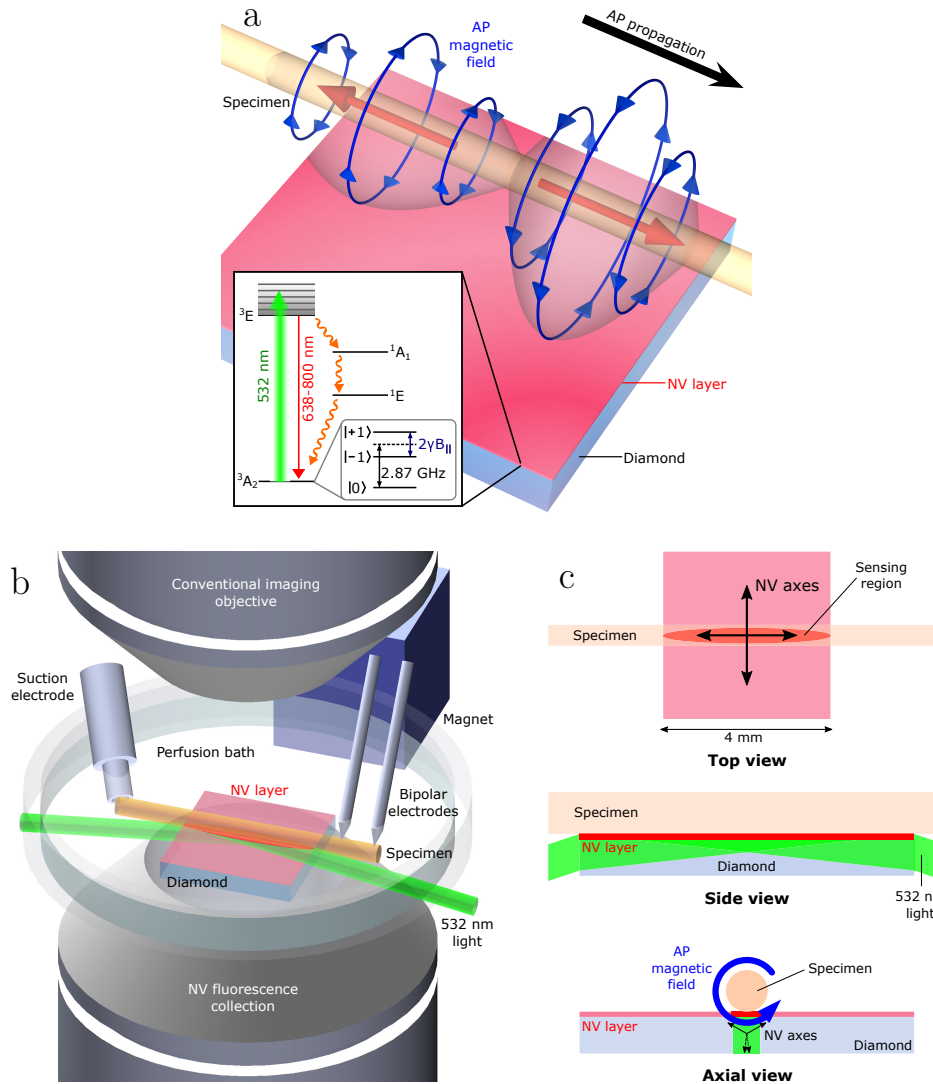 a
AP
magnetic
field
AP propagation
Specimen
³E
532 nm
638-800 nm
¹A₁
¹E
|+1⟩
|−1⟩
|0⟩
2γB||
2.87 GHz
³A₂
NV layer
Diamond
b
Conventional imaging
objective
Suction
electrode
Perfusion bath
Magnet
NV layer
Bipolar
electrodes
Specimen
Diamond
532 nm
light
NV fluorescence
collection
c
Sensing
region
NV axes
Specimen
4 mm
Top view
Specimen
NV layer
Diamond
532 n
light
Side view
AP
magnetic
field
Specimen
NV layer
NV axes
Diamond
Axial view